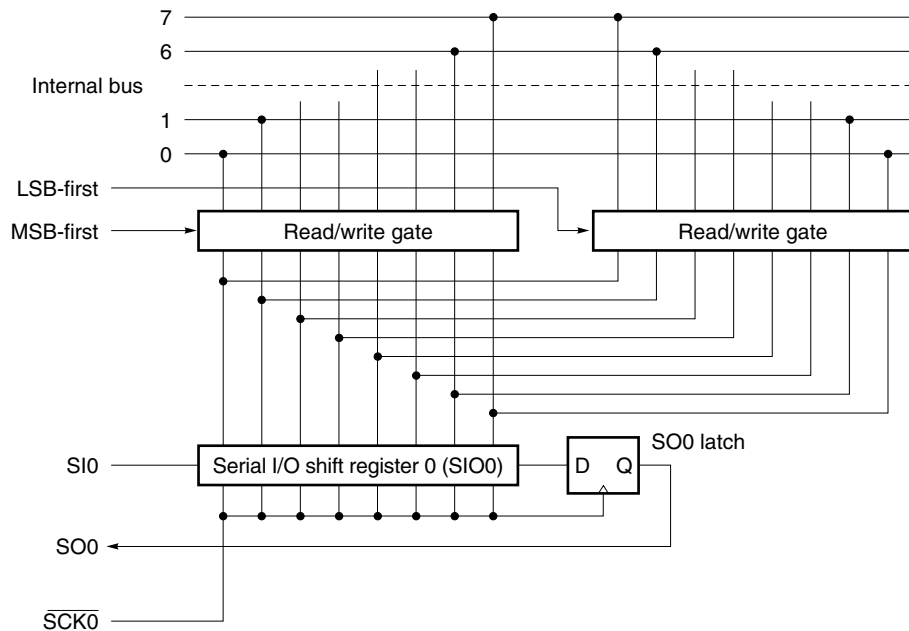 7
6
Internal bus
1
0
LSB-first
MSB-first
Read/write gate
Read/write gate
SO0 latch
SI0
Serial I/O shift register 0 (SIO0)
D
Q
SO0
SCK0